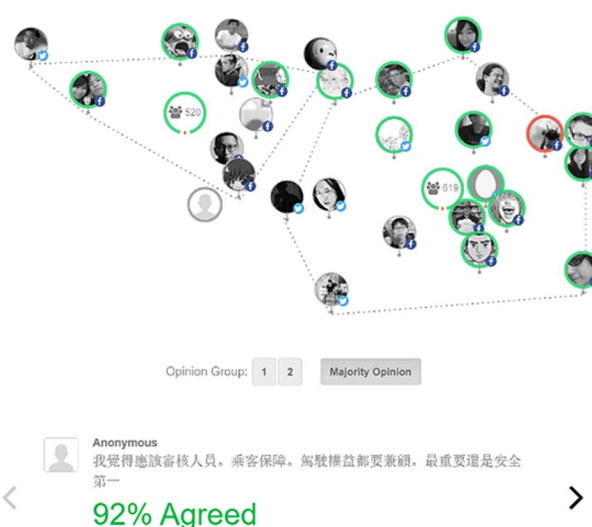 520
619
Opinion Group: 1 2 Majority Opinion
Anonymous
我覺得應該審核人員。乘客保障。駕駛權益都要兼顧。最重要還是安全
第一
92% Agreed